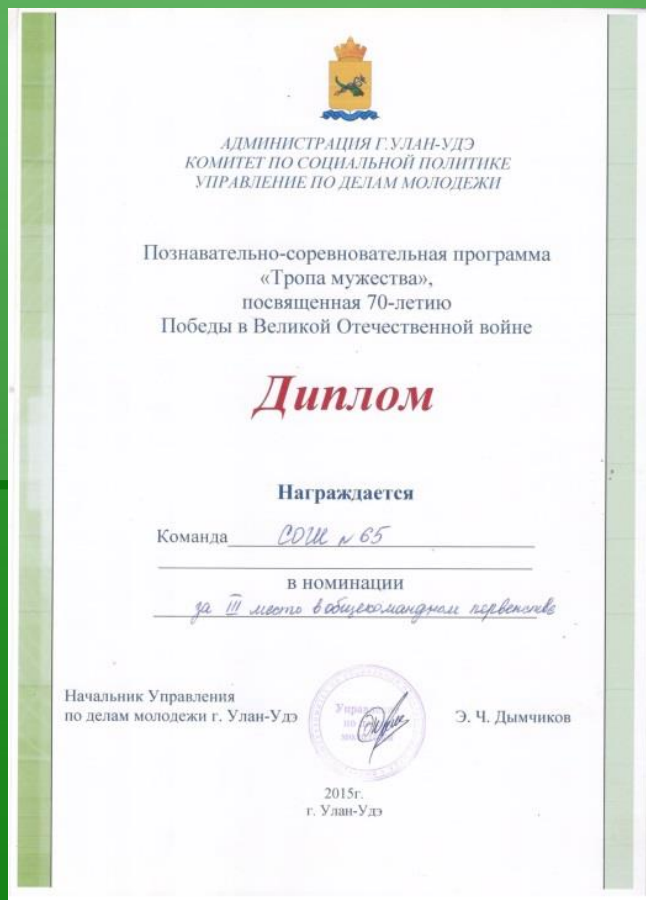 АДМИНИСТРАЦИЯ Г.УЛАН-УДЭ
КОМИТЕТ ПО СОЦИАЛЬНОЙ ПОЛИТИКЕ
УПРАВЛЕНИЕ ПО ДЕЛАМ МОЛОДЕЖИ
Познавательно-соревновательная программа
«Тропа мужества»,
посвященная 70-летию
Победы в Великой Отечественной войне
Диплом
Награждается
Команда СОШ №65
в номинации
за III место в общекомандном первенстве
Начальник Управления
по делам молодежи г. Улан-Удэ
Э. Ч. Дымчиков
2015г.
г. Улан-Удэ